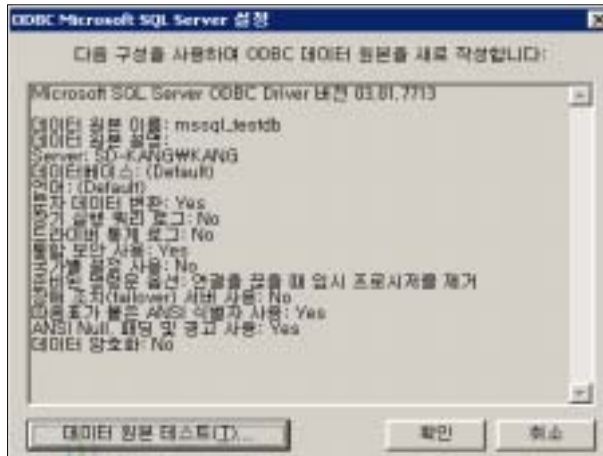 ODBC Microsoft SQL Server 설정
다음 구성을 사용하여 ODBC 데이터 원본을 새로 작성합니다:
Microsoft SQL Server ODBC Driver 버전 03.81.7713
데이터 원본 이름: mssql_testdb
데이터 원본 설명:
Server: SD-KANG₩KANG
데이터베이스: (Default)
언어: (Default)
문자 데이터 변환: Yes
장기 실행 쿼리 로그: No
드라이버 통계 로그: No
통합 보안 사용: Yes
국가별 설정 사용: No
준비된 명령문 옵션: 연결을 끊을 때 임시 프로시저를 제거
장애 조치(failover) 서버 사용: No
따옴표가 붙은 ANSI 식별자 사용: Yes
ANSI Null, 패딩 및 경고 사용: Yes
데이터 암호화: No
데이터 원본 테스트(T)...
확인
취소